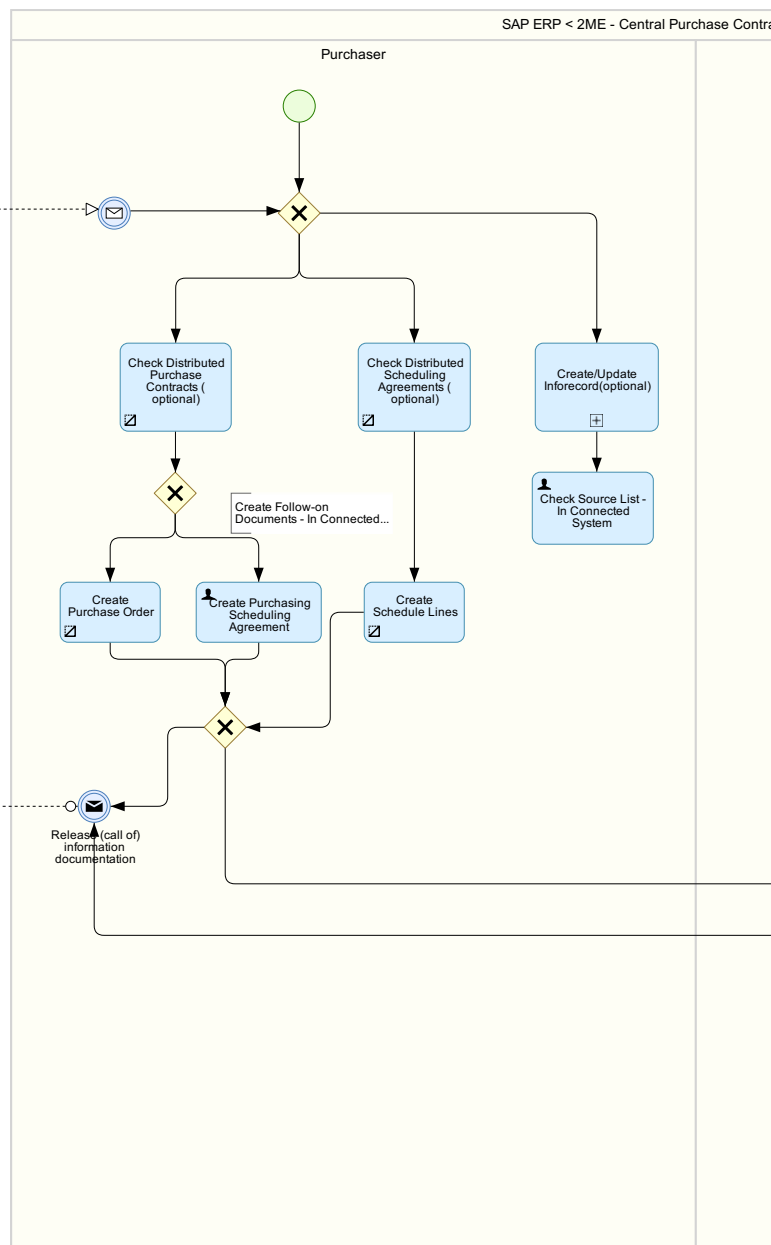 SAP ERP < 2ME - Central Purchase
Purchaser
Check Distributed
Purchase
Contracts (
optional)
Check Distributed
Scheduling
Agreements (
optional)
Create/Update
Inforecord(optional)
Check Source List -
In Connected
System
Create Follow-on
Documents - In Connected...
Create
Purchase Order
Create Purchasing
Scheduling
Agreement
Create
Schedule Lines
Release (call of)
information
documentation